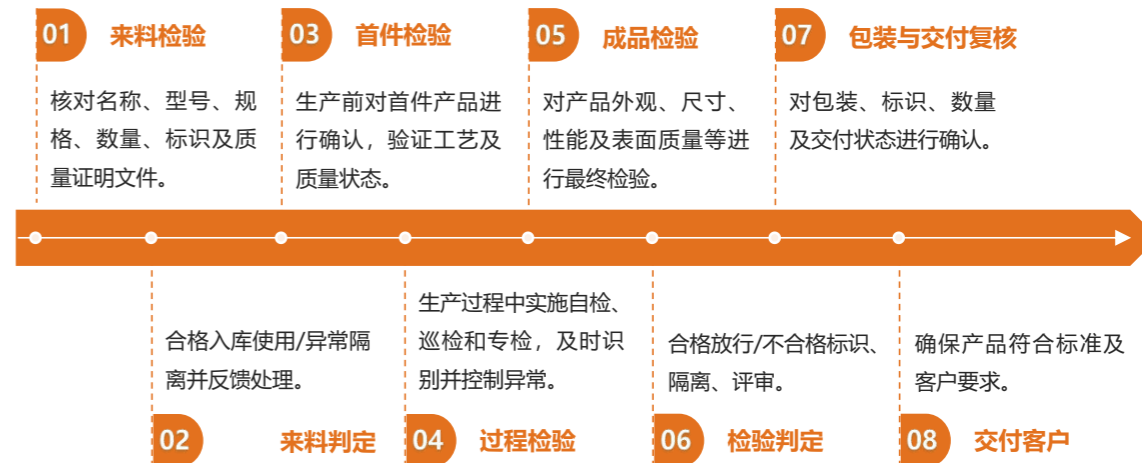 01 来料检验
核对名称、型号、规
格、数量、标识及质
量证明文件。
03 首件检验
生产前对首件产品进
行确认，验证工艺及
质量状态。
05 成品检验
对产品外观、尺寸、
性能及表面质量等进
行最终检验。
07 包装与交付复核
对包装、标识、数量
及交付状态进行确认。
合格入库使用/异常隔
离并反馈处理。
02 来料判定
生产过程中实施自检、
巡检和专检，及时识
别并控制异常。
04 过程检验
合格放行/不合格标识、
隔离、评审。
06 检验判定
确保产品符合标准及
客户要求。
08 交付客户